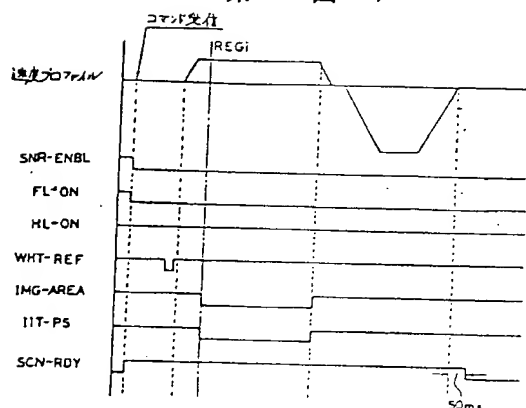 コマンド受信
REGi
速度プロファイル
SNR-ENBL
FL-ON
HL-ON
WHT-REF
IMG-AREA
IIT-PS
SCN-RDY
50ms